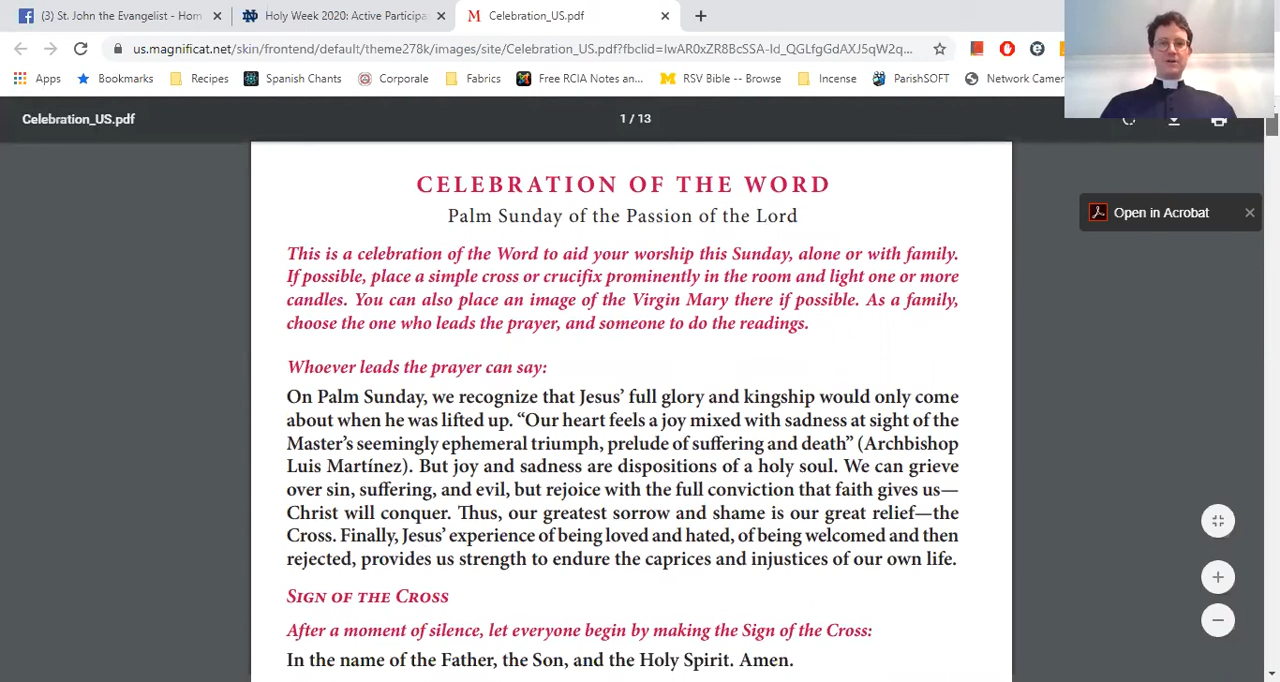 (3) St. John the Evangelist - Hom
Holy Week 2020: Active Participa
Celebration_US.pdf
us.magnificat.net/skin/frontend/default/theme278k/images/site/Celebration_US.pdf?fbclid=IwAR0xZR8BcSSA-Id_QGLfgGdAXJ5qW2q...
Apps Bookmarks Recipes Spanish Chants Corporale Fabrics Free RCIA Notes an... RSV Bible -- Browse Incense ParishSOFT Network Camer
Celebration_US.pdf
1 / 13
Open in Acrobat
CELEBRATION OF THE WORD
Palm Sunday of the Passion of the Lord
This is a celebration of the Word to aid your worship this Sunday, alone or with family.
If possible, place a simple cross or crucifix prominently in the room and light one or more
candles. You can also place an image of the Virgin Mary there if possible. As a family,
choose the one who leads the prayer, and someone to do the readings.
Whoever leads the prayer can say:
On Palm Sunday, we recognize that Jesus’ full glory and kingship would only come
about when he was lifted up. “Our heart feels a joy mixed with sadness at sight of the
Master’s seemingly ephemeral triumph, prelude of suffering and death” (Archbishop
Luis Martínez). But joy and sadness are dispositions of a holy soul. We can grieve
over sin, suffering, and evil, but rejoice with the full conviction that faith gives us—
Christ will conquer. Thus, our greatest sorrow and shame is our great relief—the
Cross. Finally, Jesus’ experience of being loved and hated, of being welcomed and then
rejected, provides us strength to endure the caprices and injustices of our own life.
SIGN OF THE CROSS
After a moment of silence, let everyone begin by making the Sign of the Cross:
In the name of the Father, the Son, and the Holy Spirit. Amen.